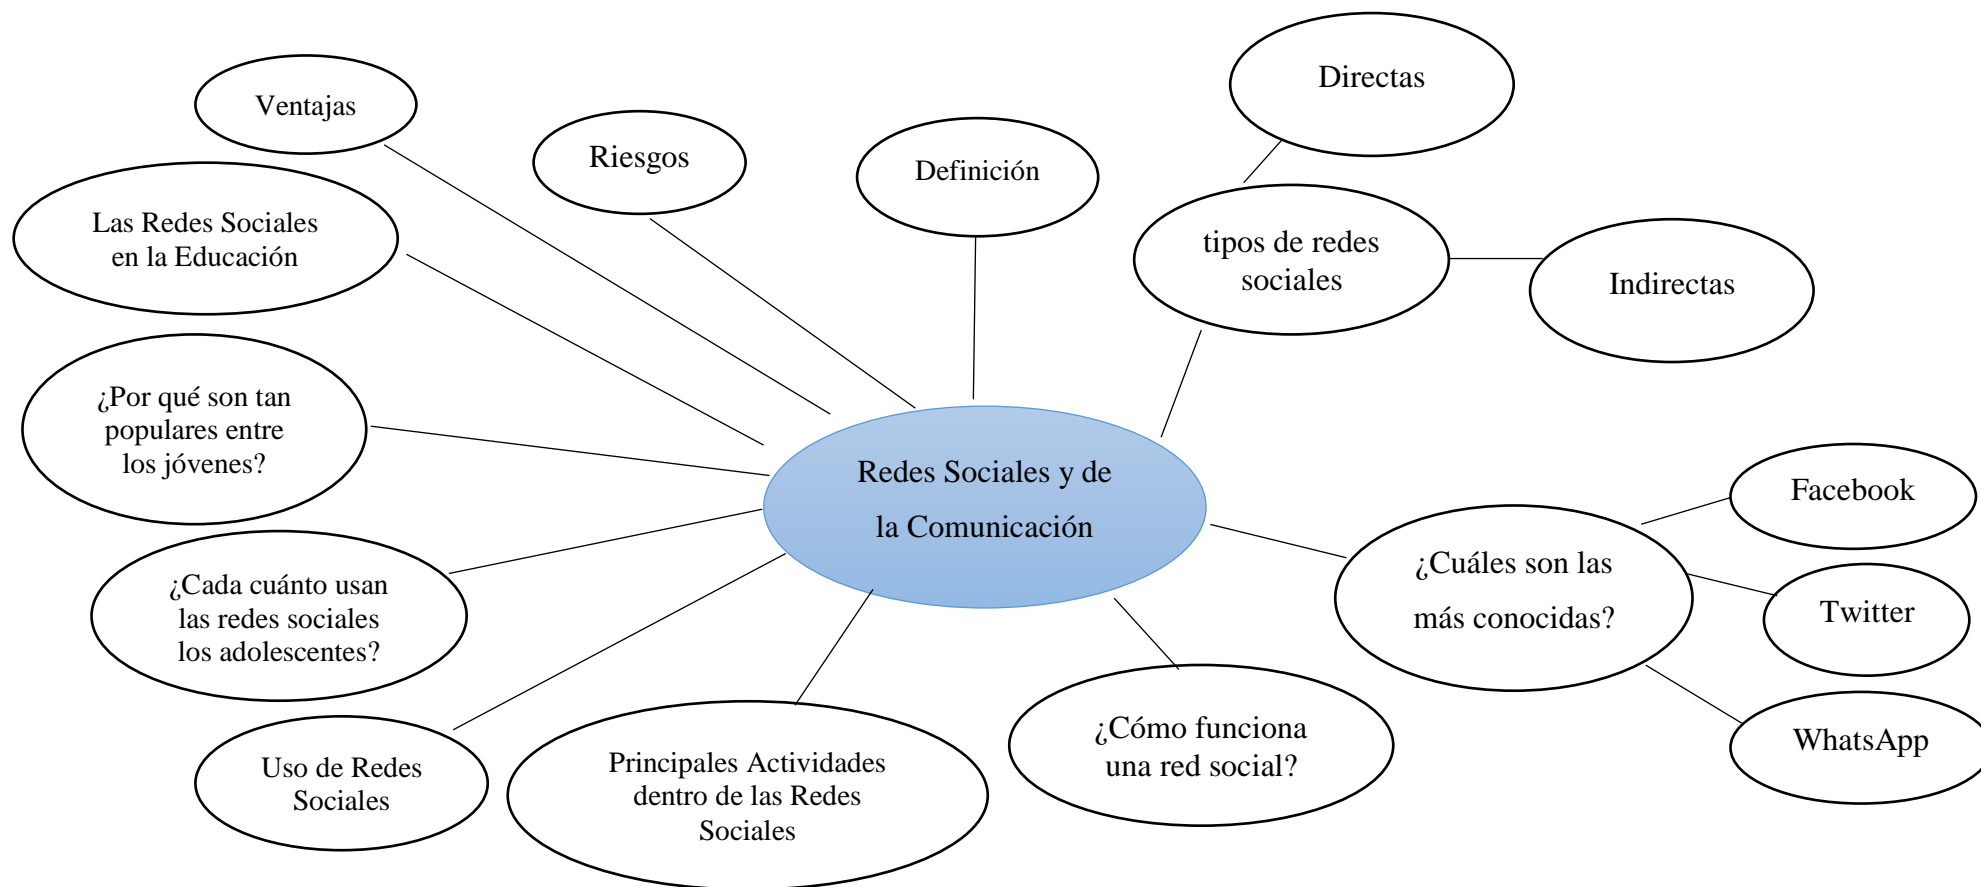 Ventajas
Riesgos
Definición
Directas
Las Redes Sociales
en la Educación
tipos de redes
sociales
Indirectas
¿Por qué son tan
populares entre
los jóvenes?
Redes Sociales y de
la Comunicación
Facebook
¿Cuáles son las
más conocidas?
Twitter
WhatsApp
¿Cada cuánto usan
las redes sociales
los adolescentes?
Uso de Redes
Sociales
Principales Actividades
dentro de las Redes
Sociales
¿Cómo funciona
una red social?